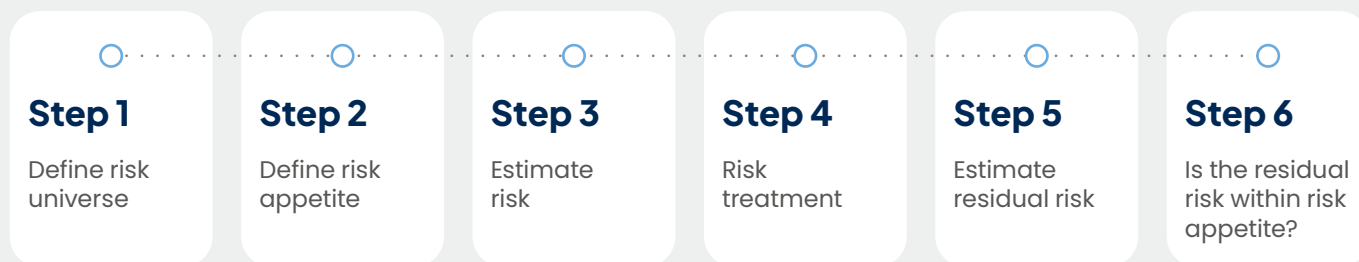 Step 1
Define risk
universe
Step 2
Define risk
appetite
Step 3
Estimate
risk
Step 4
Risk
treatment
Step 5
Estimate
residual risk
Step 6
Is the residual
risk within risk
appetite?